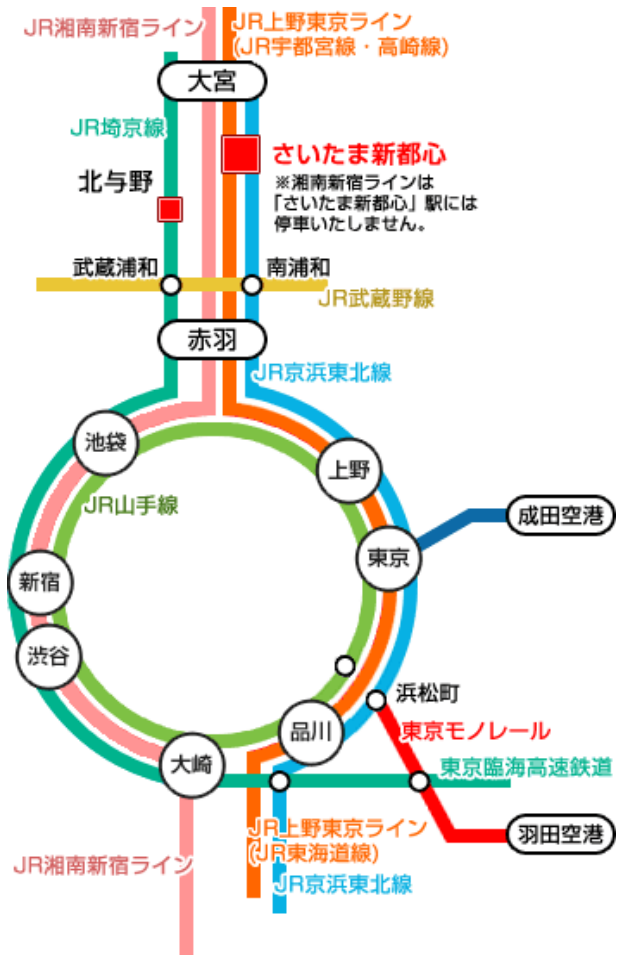 JR湘南新宿ライン
JR上野東京ライン
(JR宇都宮線・高崎線)
大宮
JR埼京線
さいたま新都心
北与野
※湘南新宿ラインは
「さいたま新都心」駅には
停車いたしません。
武蔵浦和
南浦和
JR武蔵野線
赤羽
JR京浜東北線
池袋
上野
JR山手線
成田空港
東京
新宿
渋谷
浜松町
東京モノレール
品川
大崎
東京臨海高速鉄道
JR上野東京ライン
(JR東海道線)
羽田空港
JR湘南新宿ライン
JR京浜東北線